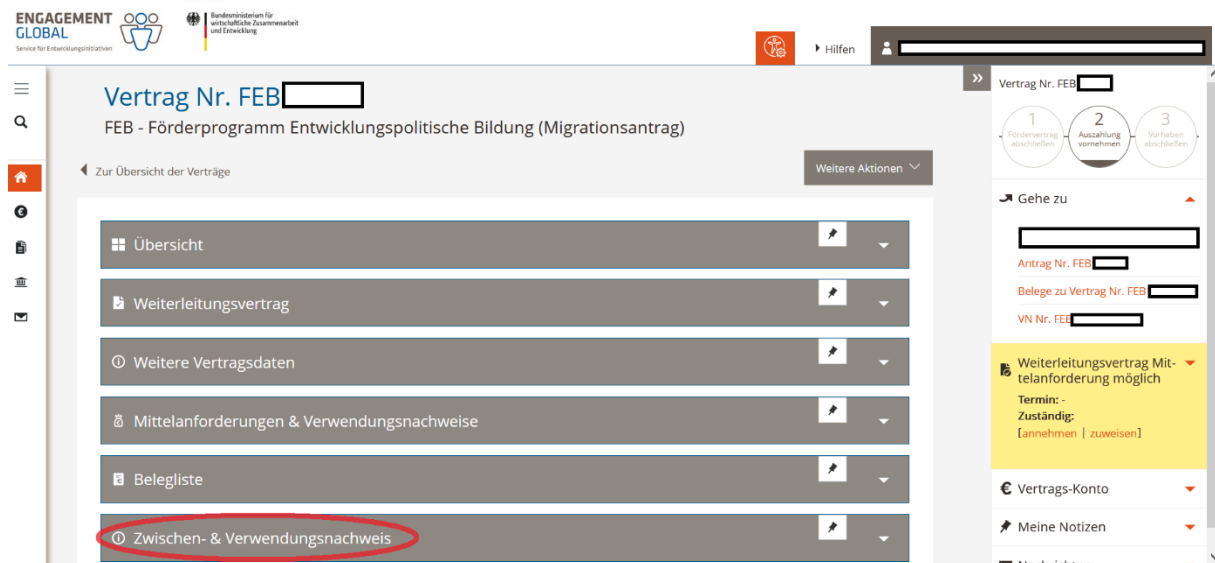 ENGAGEMENT
GLOBAL
Service für Entwicklungsinitiativen
Bundesministerium für
wirtschaftliche Zusammenarbeit
und Entwicklung
Hilfen
Vertrag Nr. FEB
FEB - Förderprogramm Entwicklungspolitische Bildung (Migrationsantrag)
Zur Übersicht der Verträge
Weitere Aktionen
Übersicht
Weiterleitungsvertrag
Weitere Vertragsdaten
Mittelanforderungen & Verwendungsnachweise
Belegliste
Zwischen- & Verwendungsnachweis
Vertrag Nr. FEB
1
Fördervertrag
abschließen
2
Auszahlung
vornehmen
3
Vorhaben
abschließen
Gehe zu
Antrag Nr. FEB
Belege zu Vertrag Nr. FEB
VN Nr. FEB
Weiterleitungsvertrag Mit-
telanforderung möglich
Termin: -
Zuständig:
[annehmen | zuweisen]
€ Vertrags-Konto
Meine Notizen